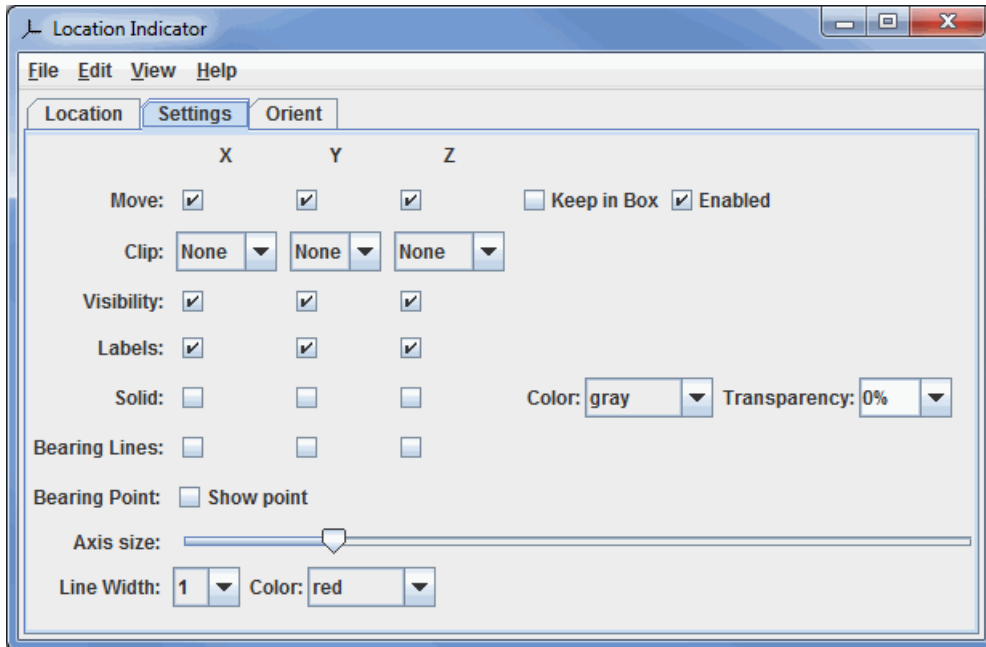 Location Indicator
File Edit View Help
Location Settings Orient
X Y Z
Move: Keep in Box Enabled
Clip: None None None
Visibility:
Labels:
Solid: Color: gray Transparency: 0%
Bearing Lines:
Bearing Point: Show point
Axis size:
Line Width: 1 Color: red